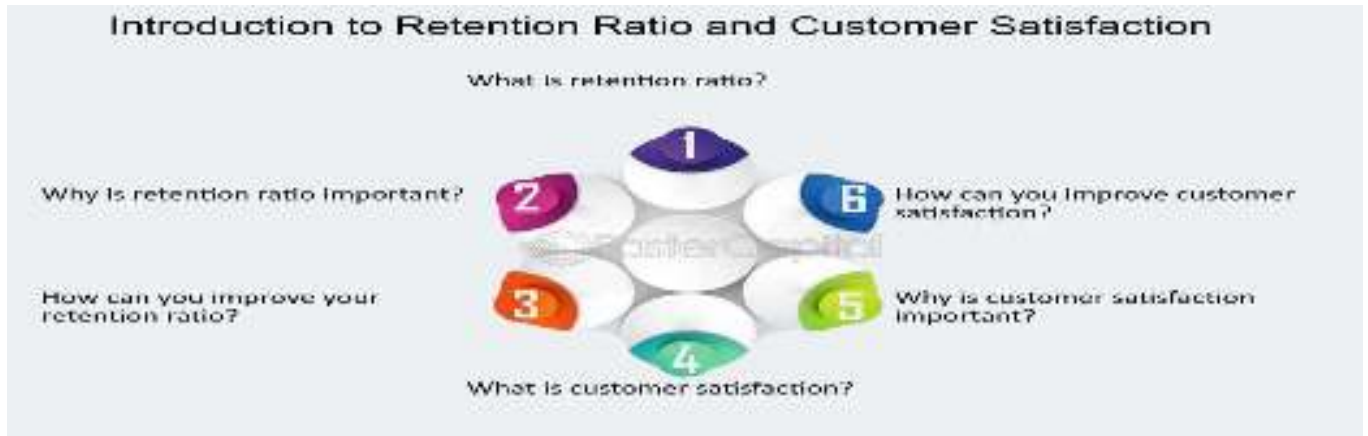 Introduction to Retention Ratio and Customer Satisfaction
What is retention ratio?
1
2
Why is retention ratio important?
3
How can you improve your
retention ratio?
4
What is customer satisfaction?
5
Why is customer satisfaction
important?
6
How can you improve customer
satisfaction?
FasterCapital